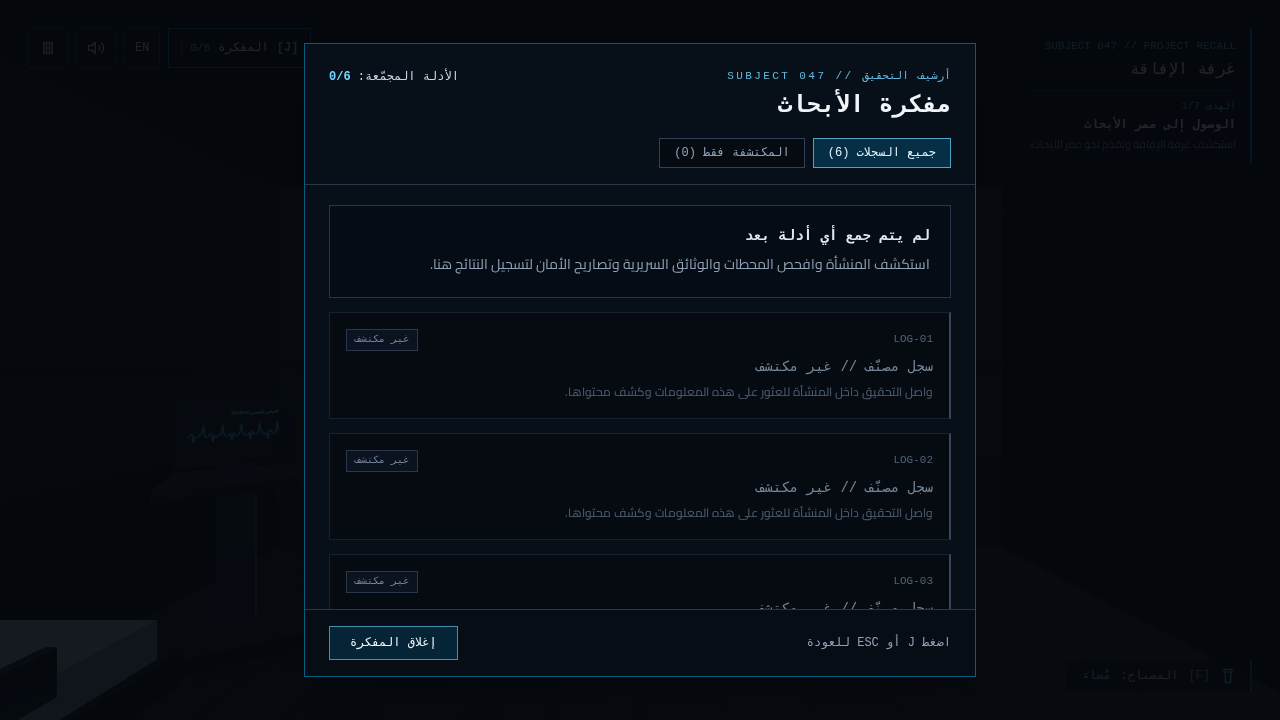 SUBJECT 047 // PROJECT RECALL
غرفة الإفاقة
الهدف 1/7
الوصول إلى ممر الأبحاث
استكشف غرفة الإفاقة وتقدم نحو ممر الأبحاث
[J] المفكرة 0/6
EN
أرشيف التحقيق // SUBJECT 047
الأدلة المجمّعة: 0/6
مفكرة الأبحاث
جميع السجلات (6)
المكتشفة فقط (0)
لم يتم جمع أي أدلة بعد
استكشف المنشأة وافحص المحطات والوثائق السريرية وتصاريح الأمان لتسجيل النتائج هنا.
LOG-01
غير مكتشف
سجل مصنّف // غير مكتشف
واصل التحقيق داخل المنشأة للعثور على هذه المعلومات وكشف محتواها.
LOG-02
غير مكتشف
سجل مصنّف // غير مكتشف
واصل التحقيق داخل المنشأة للعثور على هذه المعلومات وكشف محتواها.
LOG-03
غير مكتشف
سجل مصنّف // غير مكتشف
اضغط J أو ESC للعودة
إغلاق المفكرة
[F] المصباح: مُضاء